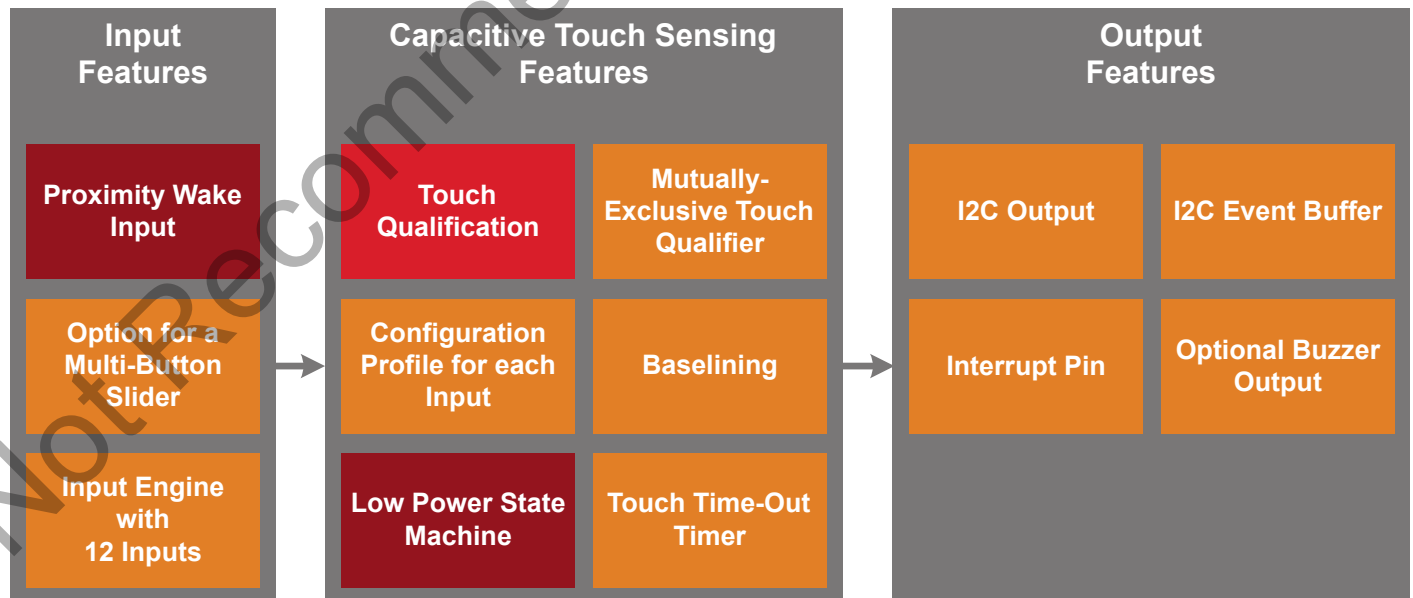 Input
Features
Proximity Wake
Input
Option for a
Multi-Button
Slider
Input Engine
with
12 Inputs
Capacitive Touch Sensing
Features
Touch
Qualification
Mutually-
Exclusive Touch
Qualifier
Configuration
Profile for each
Input
Baselining
Low Power State
Machine
Touch Time-Out
Timer
Output
Features
I2C Output
I2C Event Buffer
Interrupt Pin
Optional Buzzer
Output
Not